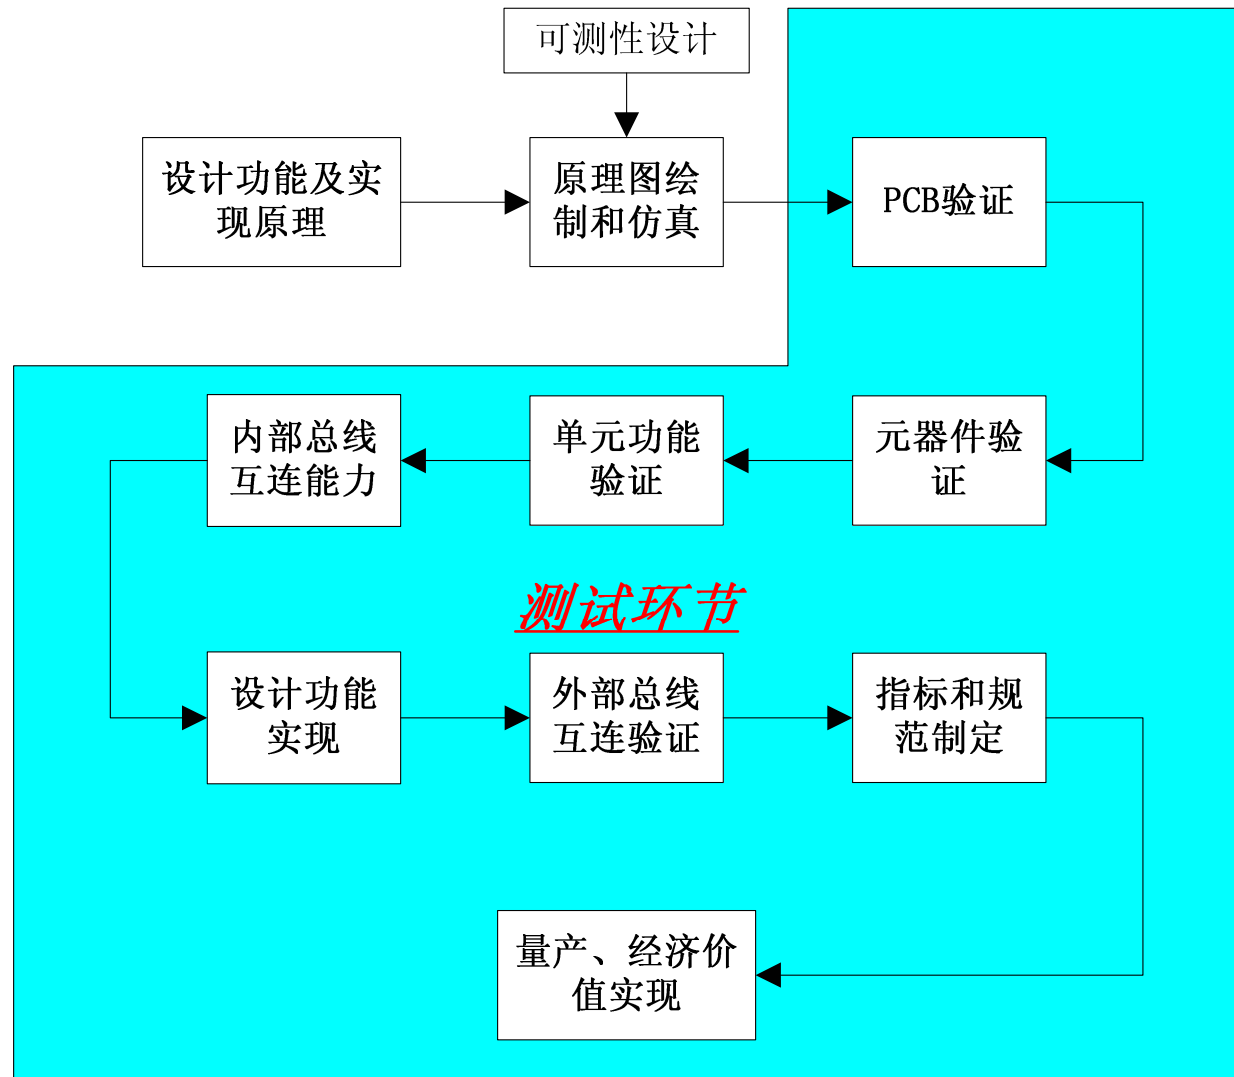 可测性设计
设计功能及实
现原理
原理图绘
制和仿真
PCB验证
内部总线
互连能力
单元功能
验证
元器件验
证
测试环节
设计功能
实现
外部总线
互连验证
指标和规
范制定
量产、经济价
值实现